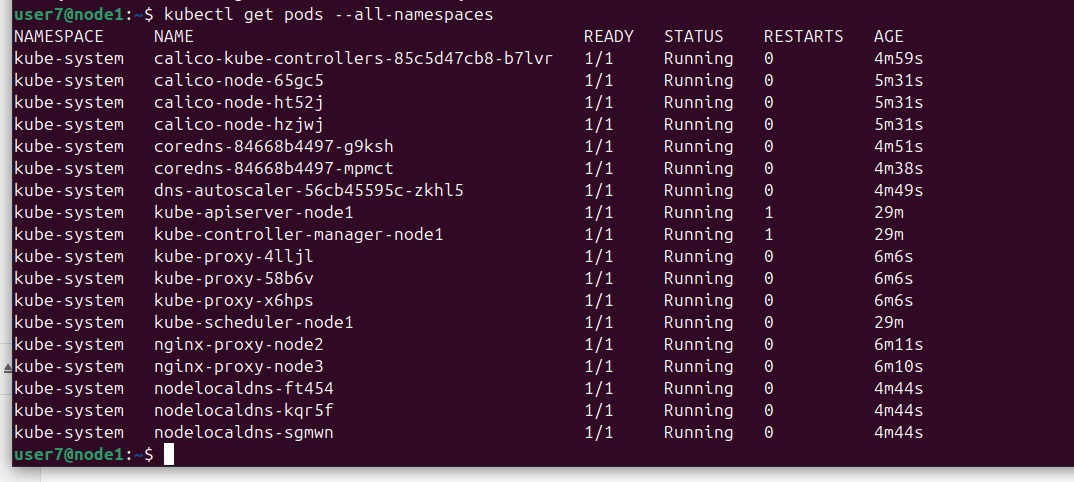 user7@node1:~$ kubectl get pods --all-namespaces
NAMESPACE NAME READY STATUS RESTARTS AGE
kube-system calico-kube-controllers-85c5d47cb8-b7lvr 1/1 Running 0 4m59s
kube-system calico-node-65gc5 1/1 Running 0 5m31s
kube-system calico-node-ht52j 1/1 Running 0 5m31s
kube-system calico-node-hzjwj 1/1 Running 0 5m31s
kube-system coredns-84668b4497-g9ksh 1/1 Running 0 4m51s
kube-system coredns-84668b4497-mpmct 1/1 Running 0 4m38s
kube-system dns-autoscaler-56cb45595c-zkhl5 1/1 Running 0 4m49s
kube-system kube-apiserver-node1 1/1 Running 1 29m
kube-system kube-controller-manager-node1 1/1 Running 1 29m
kube-system kube-proxy-4lljl 1/1 Running 0 6m6s
kube-system kube-proxy-58b6v 1/1 Running 0 6m6s
kube-system kube-proxy-x6hps 1/1 Running 0 6m6s
kube-system kube-scheduler-node1 1/1 Running 0 29m
kube-system nginx-proxy-node2 1/1 Running 0 6m11s
kube-system nginx-proxy-node3 1/1 Running 0 6m10s
kube-system nodelocaldns-ft454 1/1 Running 0 4m44s
kube-system nodelocaldns-kqr5f 1/1 Running 0 4m44s
kube-system nodelocaldns-sgmwn 1/1 Running 0 4m44s
user7@node1:~$